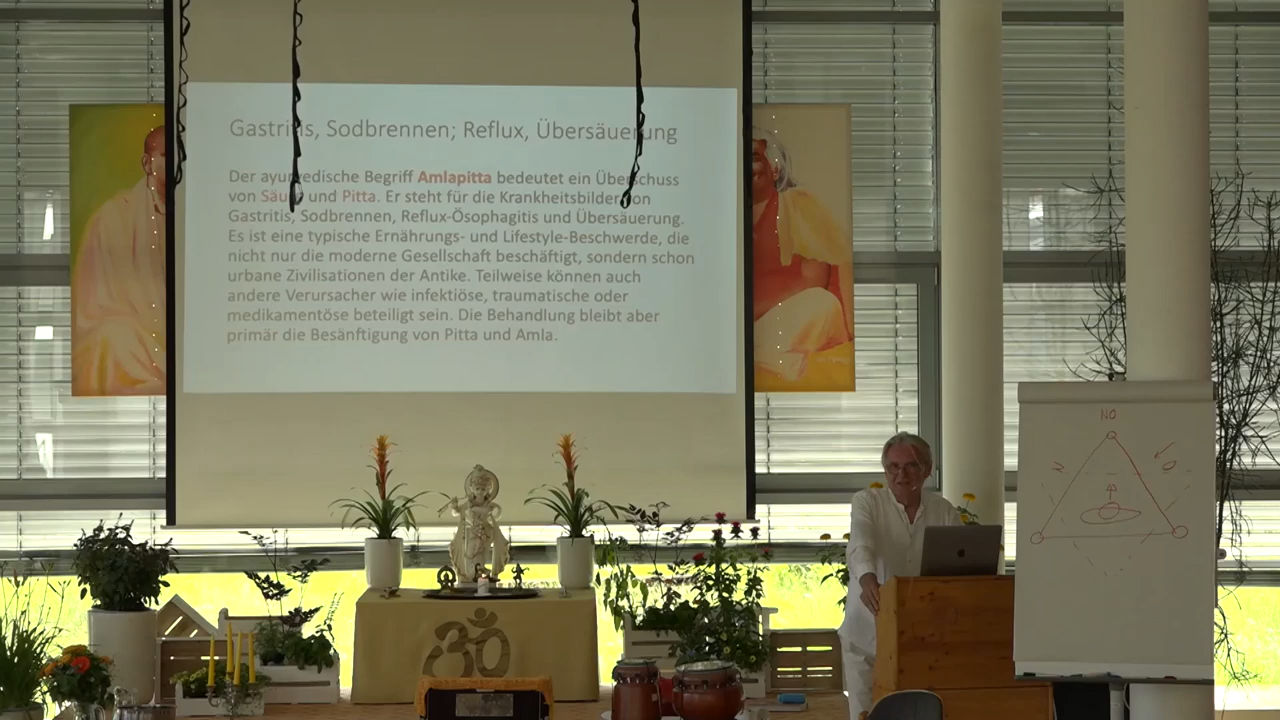 Gastritis, Sodbrennen; Reflux, Übersäuerung
Der ayurvedische Begriff Amlapitta bedeutet ein Überschuss
von Säure und Pitta. Er steht für die Krankheitsbilder von
Gastritis, Sodbrennen, Reflux-Ösophagitis und Übersäuerung.
Es ist eine typische Ernährungs- und Lifestyle-Beschwerde, die
nicht nur die moderne Gesellschaft beschäftigt, sondern schon
urbane Zivilisationen der Antike. Teilweise können auch
andere Verursacher wie infektiöse, traumatische oder
medikamentöse beteiligt sein. Die Behandlung bleibt aber
primär die Besänftigung von Pitta und Amla.
NO
ॐ